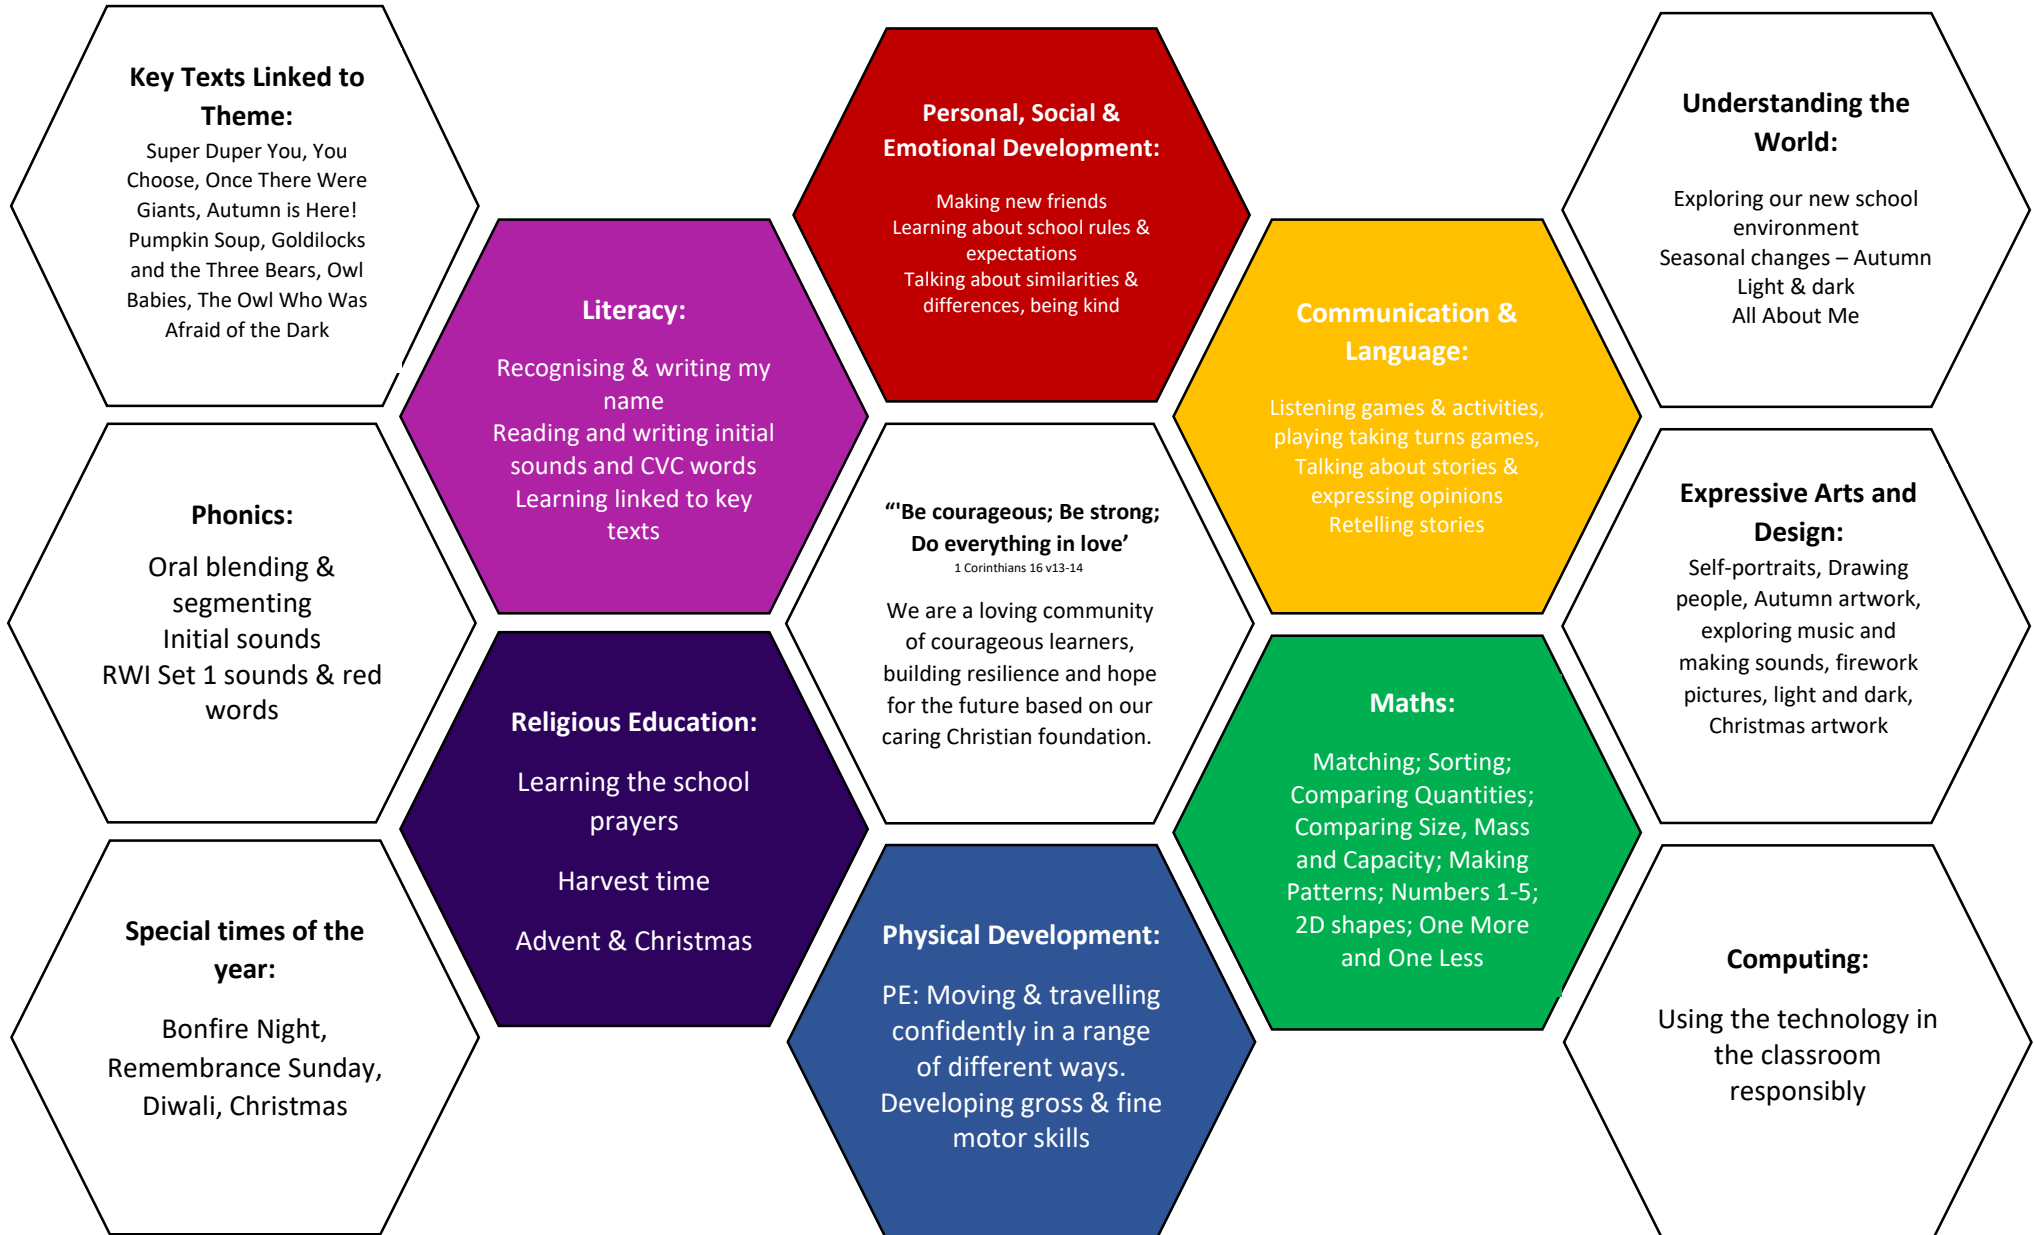 Key Texts Linked to
Theme:
Super Duper You, You
Choose, Once There Were
Giants, Autumn is Here!
Pumpkin Soup, Goldilocks
and the Three Bears, Owl
Babies, The Owl Who Was
Afraid of the Dark
Personal, Social &
Emotional Development:
Making new friends
Learning about school rules &
expectations
Talking about similarities &
differences, being kind
Understanding the
World:
Exploring our new school
environment
Seasonal changes – Autumn
Light & dark
All About Me
Literacy:
Recognising & writing my
name
Reading and writing initial
sounds and CVC words
Learning linked to key
texts
Communication &
Language:
Listening games & activities,
playing taking turns games,
Talking about stories &
expressing opinions
Retelling stories
Phonics:
Oral blending &
segmenting
Initial sounds
RWI Set 1 sounds & red
words
“'Be courageous; Be strong;
Do everything in love’
1 Corinthians 16 v13-14
We are a loving community
of courageous learners,
building resilience and hope
for the future based on our
caring Christian foundation.
Expressive Arts and
Design:
Self-portraits, Drawing
people, Autumn artwork,
exploring music and
making sounds, firework
pictures, light and dark,
Christmas artwork
Religious Education:
Learning the school
prayers
Harvest time
Advent & Christmas
Maths:
Matching; Sorting;
Comparing Quantities;
Comparing Size, Mass
and Capacity; Making
Patterns; Numbers 1-5;
2D shapes; One More
and One Less
Special times of the
year:
Bonfire Night,
Remembrance Sunday,
Diwali, Christmas
Physical Development:
PE: Moving & travelling
confidently in a range
of different ways.
Developing gross & fine
motor skills
Computing:
Using the technology in
the classroom
responsibly